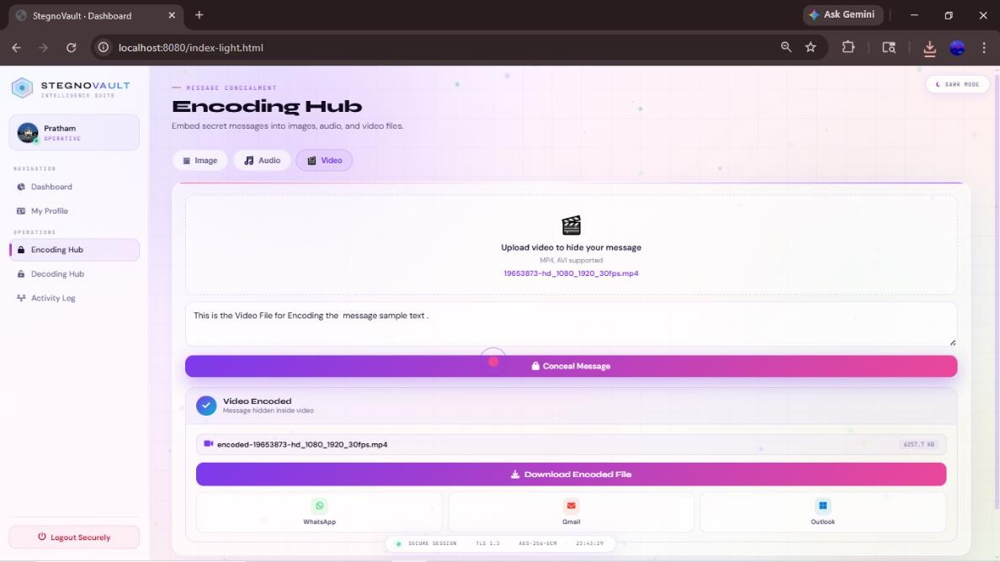 StegnoVault · Dashboard
Ask Gemini
localhost:8080/index-light.html
STEGNOVAULT
INTELLIGENCE SUITE
Pratham
OPERATIVE
NAVIGATION
Dashboard
My Profile
OPERATIONS
Encoding Hub
Decoding Hub
Activity Log
Logout Securely
DARK MODE
MESSAGE CONCEALMENT
Encoding Hub
Embed secret messages into images, audio, and video files.
Image Audio Video
Upload video to hide your message
MP4, AVI supported
19653873-hd_1080_1920_30fps.mp4
This is the Video File for Encoding the  message sample text .
Conceal Message
Video Encoded
Message hidden inside video
encoded-19653873-hd_1080_1920_30fps.mp4 6257.7 KB
Download Encoded File
WhatsApp Gmail Outlook
SECURE SESSION · TLS 1.3 · AES-256-GCM · 23:43:29